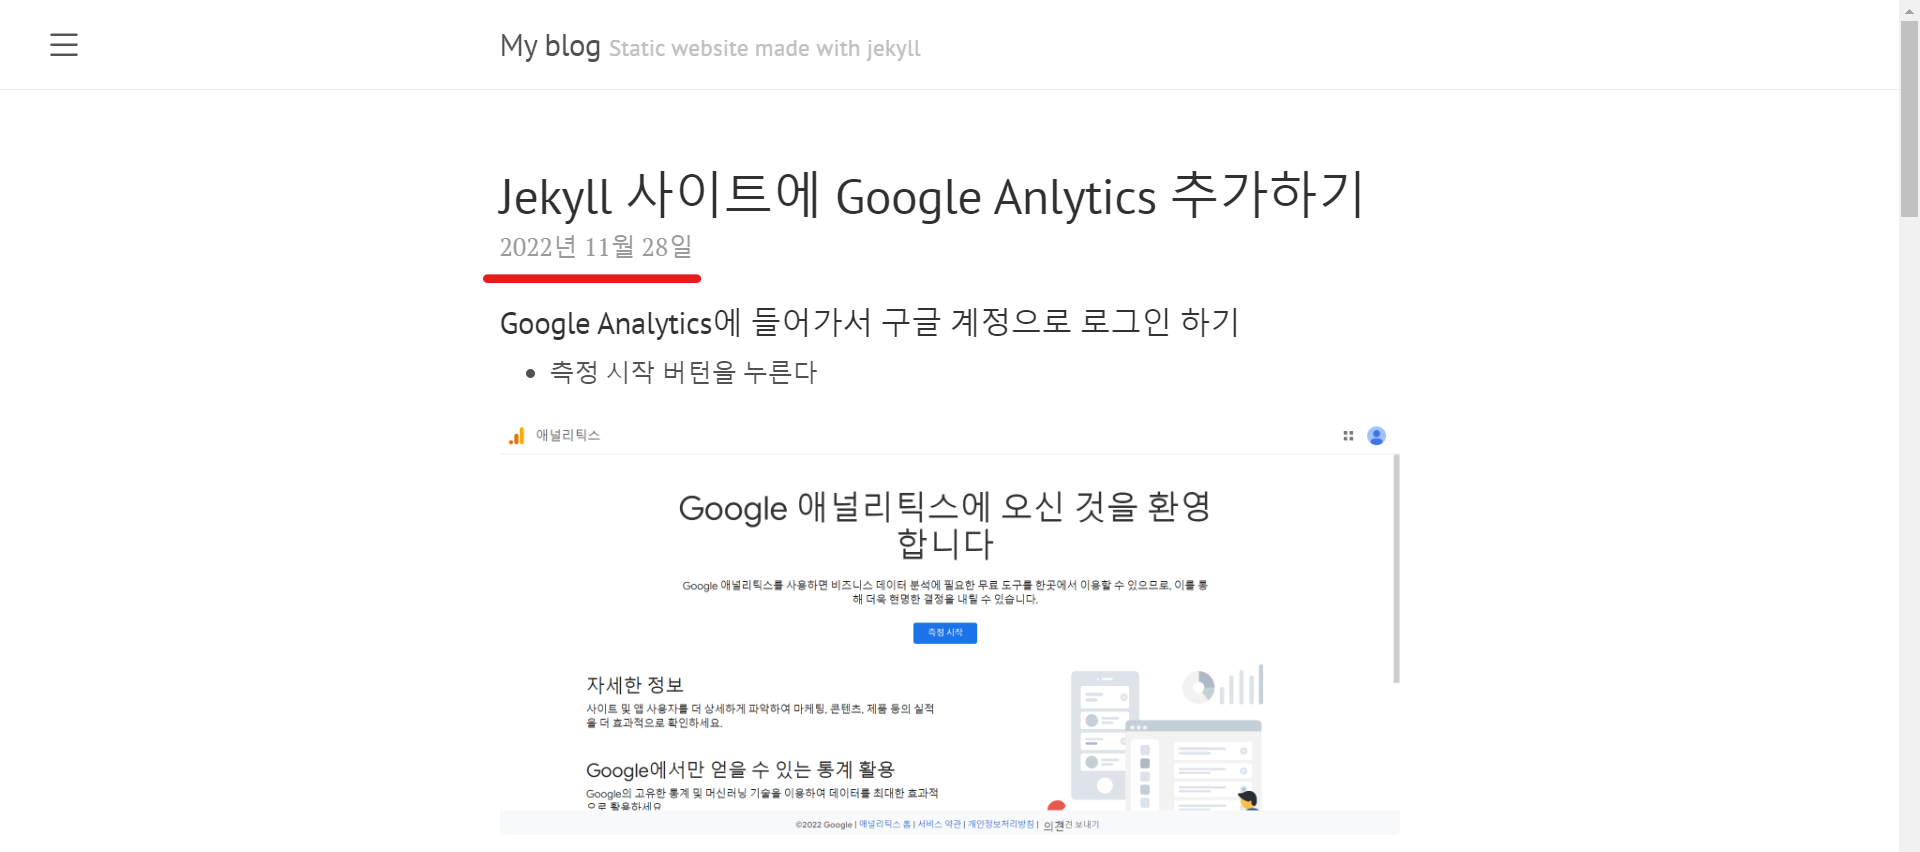 My blog Static website made with jekyll
Jekyll 사이트에 Google Anlytics 추가하기
2022년 11월 28일
Google Analytics에 들어가서 구글 계정으로 로그인 하기
측정 시작 버턴을 누른다
애널리틱스
Google 애널리틱스에 오신 것을 환영
합니다
Google 애널리틱스를 사용하면 비즈니스 데이터 분석에 필요한 무료 도구를 한곳에서 이용할 수 있으므로, 이를 통
해 더욱 현명한 결정을 내릴 수 있습니다.
측정 시작
자세한 정보
사이트 및 앱 사용자를 더 상세하게 파악하여 마케팅, 콘텐츠, 제품 등의 실적
을 더 효과적으로 확인하세요.
Google에서만 얻을 수 있는 통계 활용
Google의 고유한 통계 및 머신러닝 기술을 이용하여 데이터를 최대한 효과적
으로 활용하세요
©2022 Google | 애널리틱스 홈 | 서비스 약관 | 개인정보처리방침 | 의견 보내기